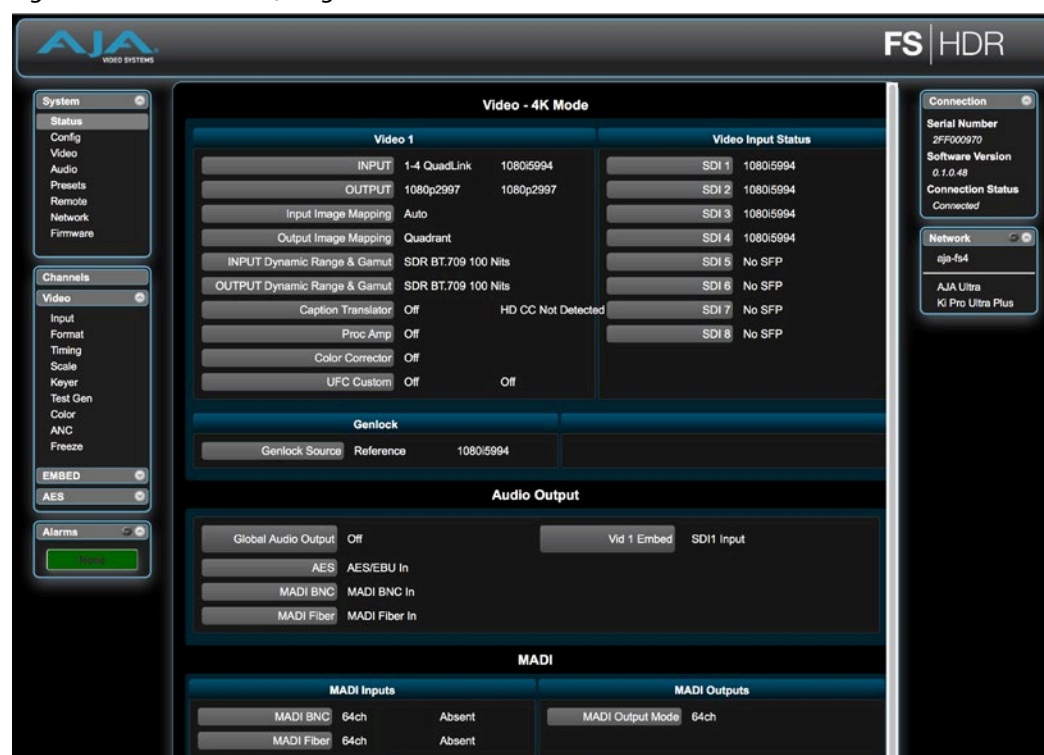 AJA
VIDEO SYSTEMS
FS|HDR
System
Status
Config
Video
Audio
Presets
Remote
Network
Firmware
Channels
Video
Input
Format
Timing
Scale
Keyer
Test Gen
Color
ANC
Freeze
EMBED
AES
Alarms
None
Video - 4K Mode
Video 1
INPUT 1-4 QuadLink 1080i5994
OUTPUT 1080p2997 1080p2997
Input Image Mapping Auto
Output Image Mapping Quadrant
INPUT Dynamic Range & Gamut SDR BT.709 100 Nits
OUTPUT Dynamic Range & Gamut SDR BT.709 100 Nits
Caption Translator Off HD CC Not Detected
Proc Amp Off
Color Corrector Off
UFC Custom Off Off
Video Input Status
SDI 1 1080i5994
SDI 2 1080i5994
SDI 3 1080i5994
SDI 4 1080i5994
SDI 5 No SFP
SDI 6 No SFP
SDI 7 No SFP
SDI 8 No SFP
Genlock
Genlock Source Reference 1080i5994
Audio Output
Global Audio Output Off
AES AES/EBU In
MADI BNC MADI BNC In
MADI Fiber MADI Fiber In
Vid 1 Embed SDI1 Input
MADI
MADI Inputs
MADI BNC 64ch Absent
MADI Fiber 64ch Absent
MADI Outputs
MADI Output Mode 64ch
Connection
Serial Number
2FF000970
Software Version
0.1.0.48
Connection Status
Connected
Network
aja-fs4
AJA Ultra
Ki Pro Ultra Plus